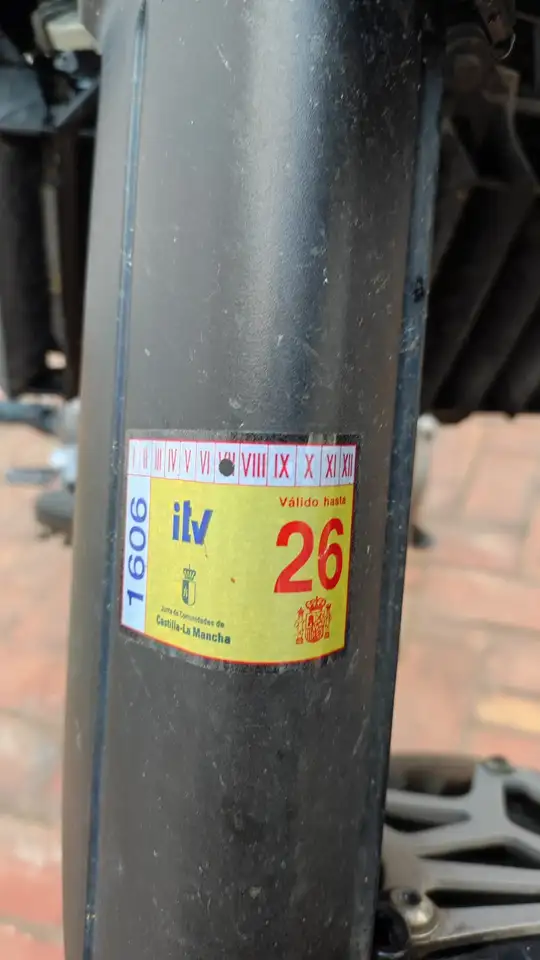 I II III IV V VI VII VIII IX X XI XII
1606
itv
Válido hasta
26
Junta de Comunidades de
Castilla-La Mancha